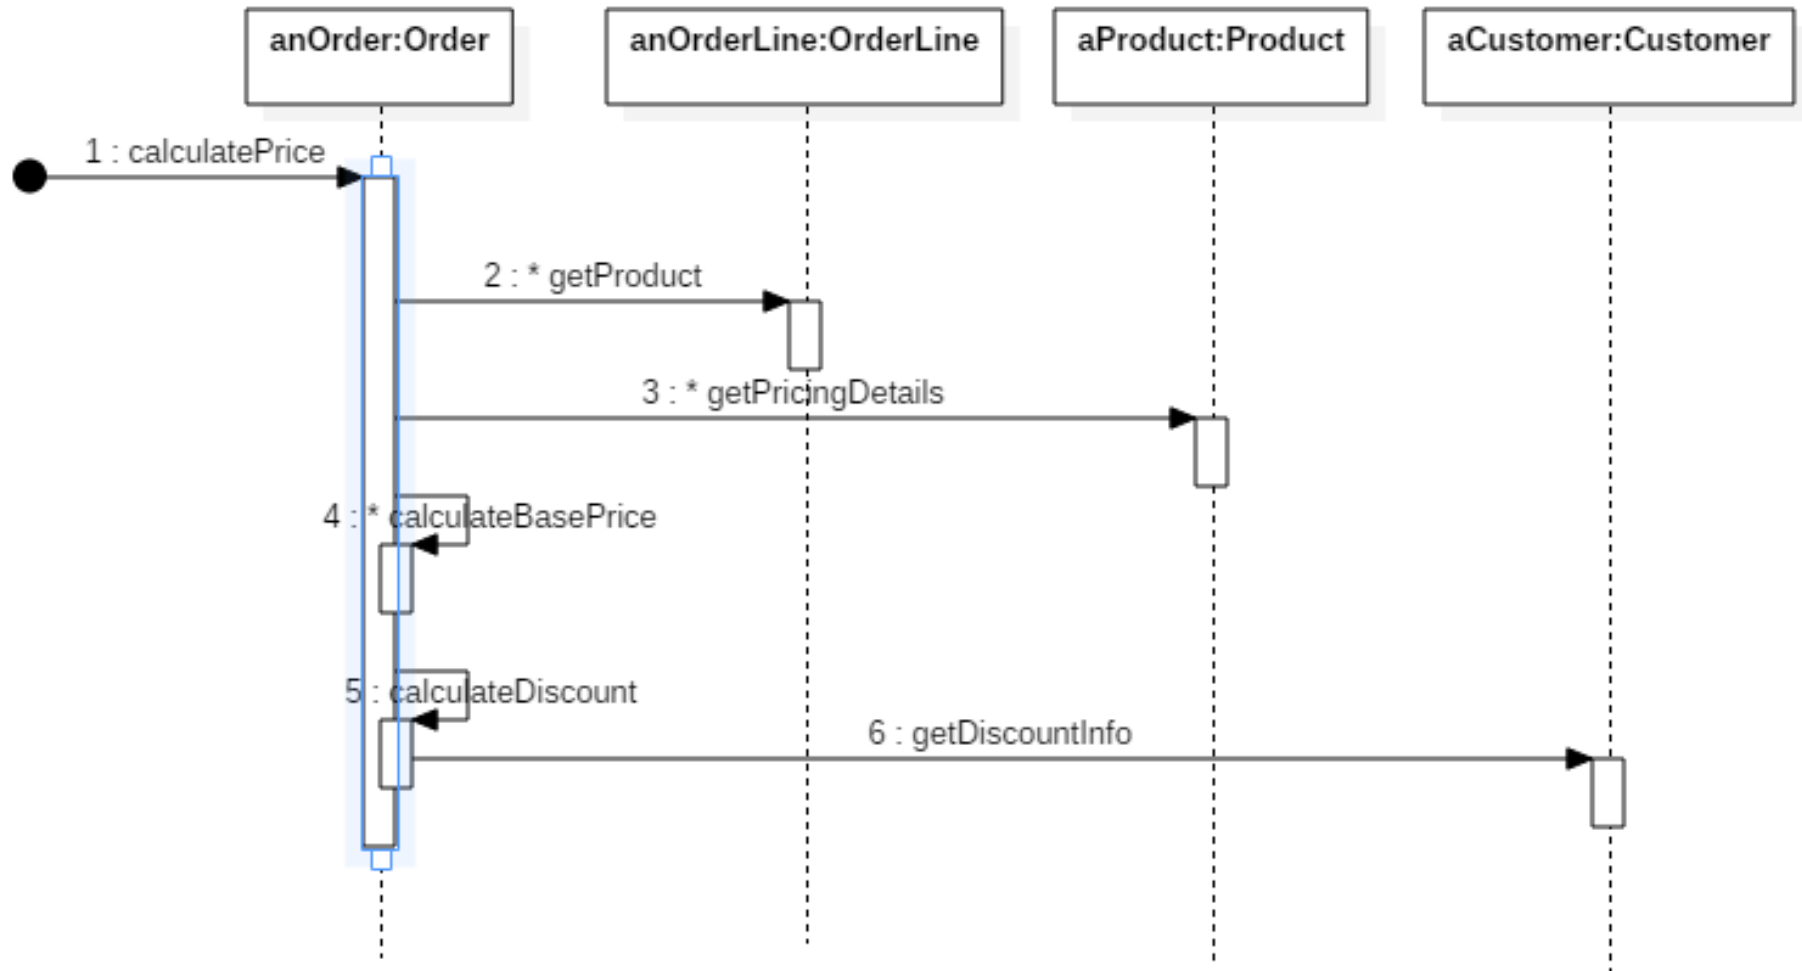 anOrder:Order
anOrderLine:OrderLine
aProduct:Product
aCustomer:Customer
1 : calculatePrice
2 : * getProduct
3 : * getPricingDetails
4 : * calculateBasePrice
5 : calculateDiscount
6 : getDiscountInfo